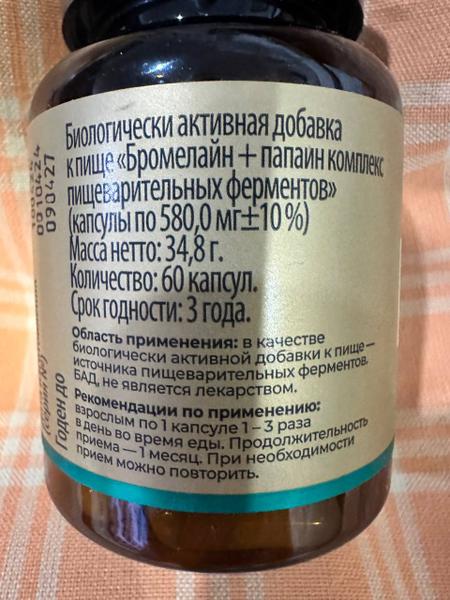 Биологически активная добавка
к пище «Бромелайн + папаин комплекс
пищеварительных ферментов»
(капсулы по 580,0 мг±10 %)
Масса нетто: 34,8 г.
Количество: 60 капсул.
Срок годности: 3 года.
Область применения: в качестве
биологически активной добавки к пище —
источника пищеварительных ферментов.
БАД, не является лекарством.
Рекомендации по применению:
взрослым по 1 капсуле 1 – 3 раза
в день во время еды. Продолжительность
приема — 1 месяц. При необходимости
прием можно повторить.
0010424
090427
Годен до